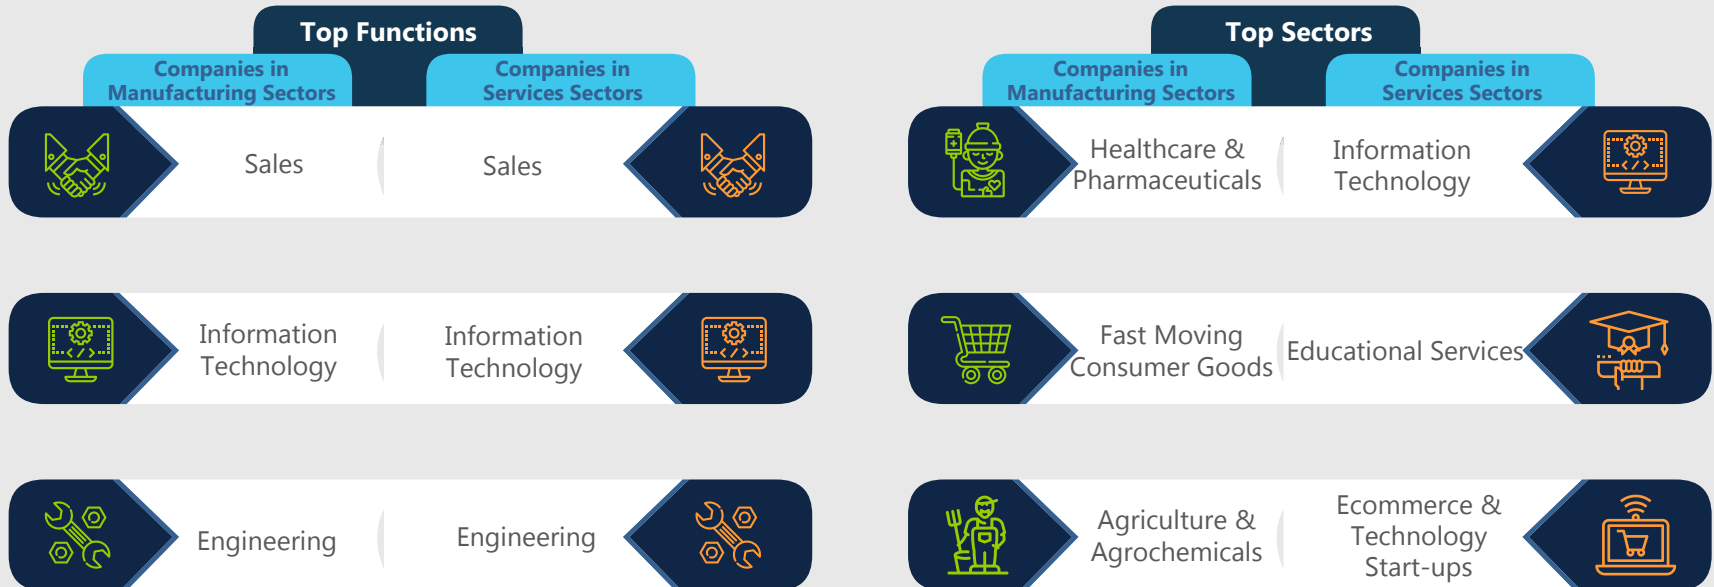 Top Functions
Companies in
Manufacturing Sectors
Companies in
Services Sectors
Sales
Sales
Information
Technology
Information
Technology
Engineering
Engineering
Top Sectors
Companies in
Manufacturing Sectors
Companies in
Services Sectors
Healthcare &
Pharmaceuticals
Information
Technology
Fast Moving
Consumer Goods
Educational Services
Agriculture &
Agrochemicals
Ecommerce &
Technology
Start-ups